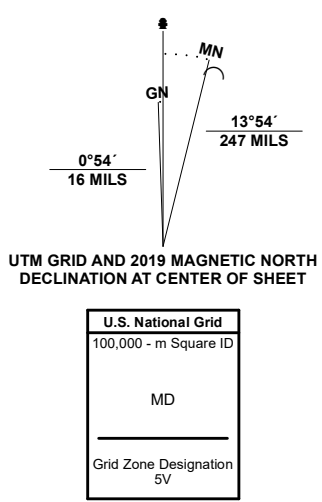 MN
GN
13°54´
247 MILS
0°54´
16 MILS
UTM GRID AND 2019 MAGNETIC NORTH
DECLINATION AT CENTER OF SHEET
U.S. National Grid
100,000 - m Square ID
MD
Grid Zone Designation
5V